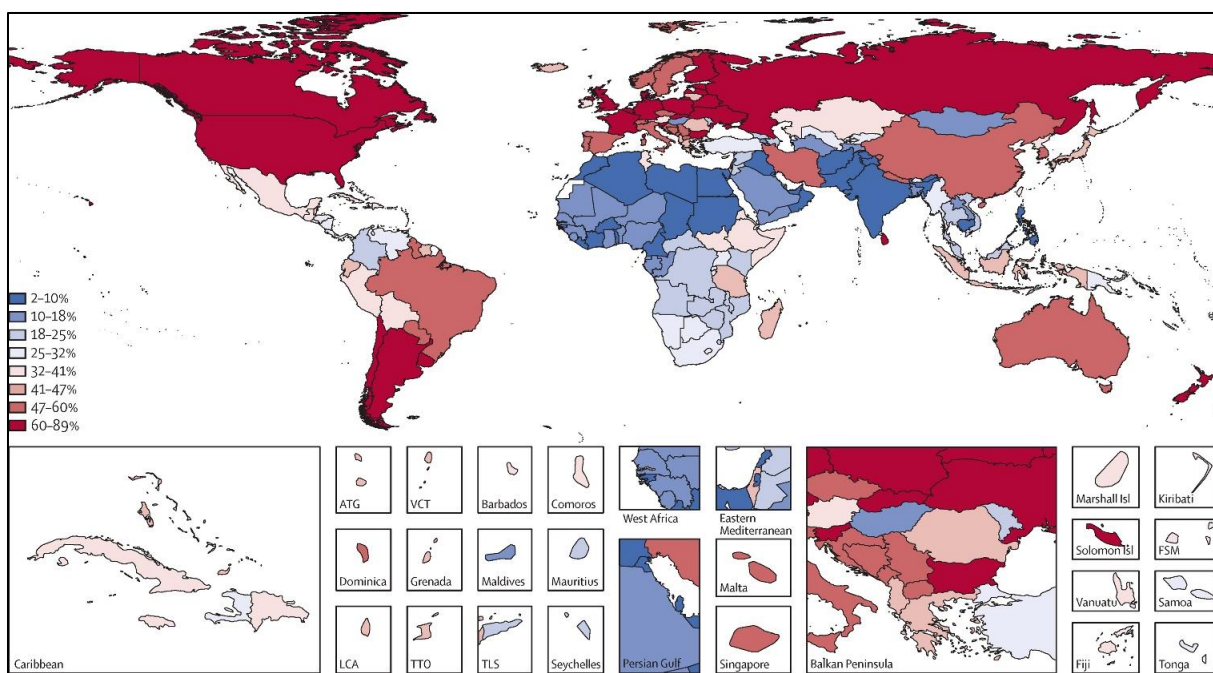 2–10%
10–18%
18–25%
25–32%
32–41%
41–47%
47–60%
60–89%
Caribbean
ATG
VCT
Barbados
Comoros
Dominica
Grenada
Maldives
Mauritius
LCA
TTO
TLS
Seychelles
West Africa
Eastern
Mediterranean
Persian Gulf
Malta
Singapore
Balkan Peninsula
Marshall Isl
Kiribati
Solomon Isl
FSM
Vanuatu
Samoa
Fiji
Tonga